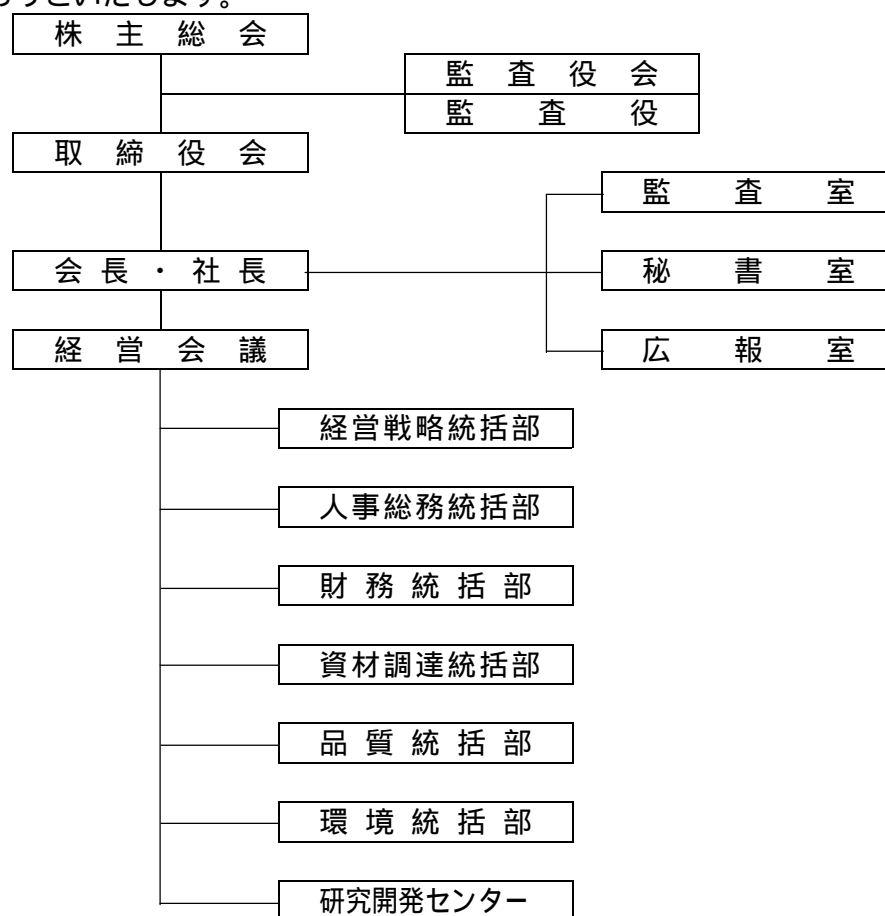 のうこいたします。
株主総会
監査役会
監査役
取締役会
監査室
会長・社長
秘書室
経営会議
広報室
経営戦略統括部
人事総務統括部
財務統括部
資材調達統括部
品質統括部
環境統括部
研究開発センター